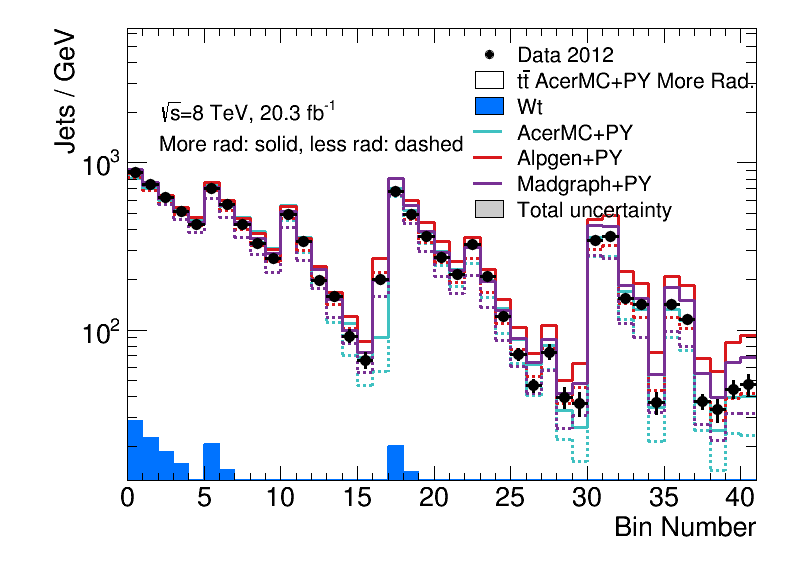 Jets / GeV
Data 2012
tt̄ AcerMC+PY More Rad.
Wt
AcerMC+PY
Alpgen+PY
Madgraph+PY
Total uncertainty
√s=8 TeV, 20.3 fb⁻¹
More rad: solid, less rad: dashed
10³
10²
0 5 10 15 20 25 30 35 40
Bin Number